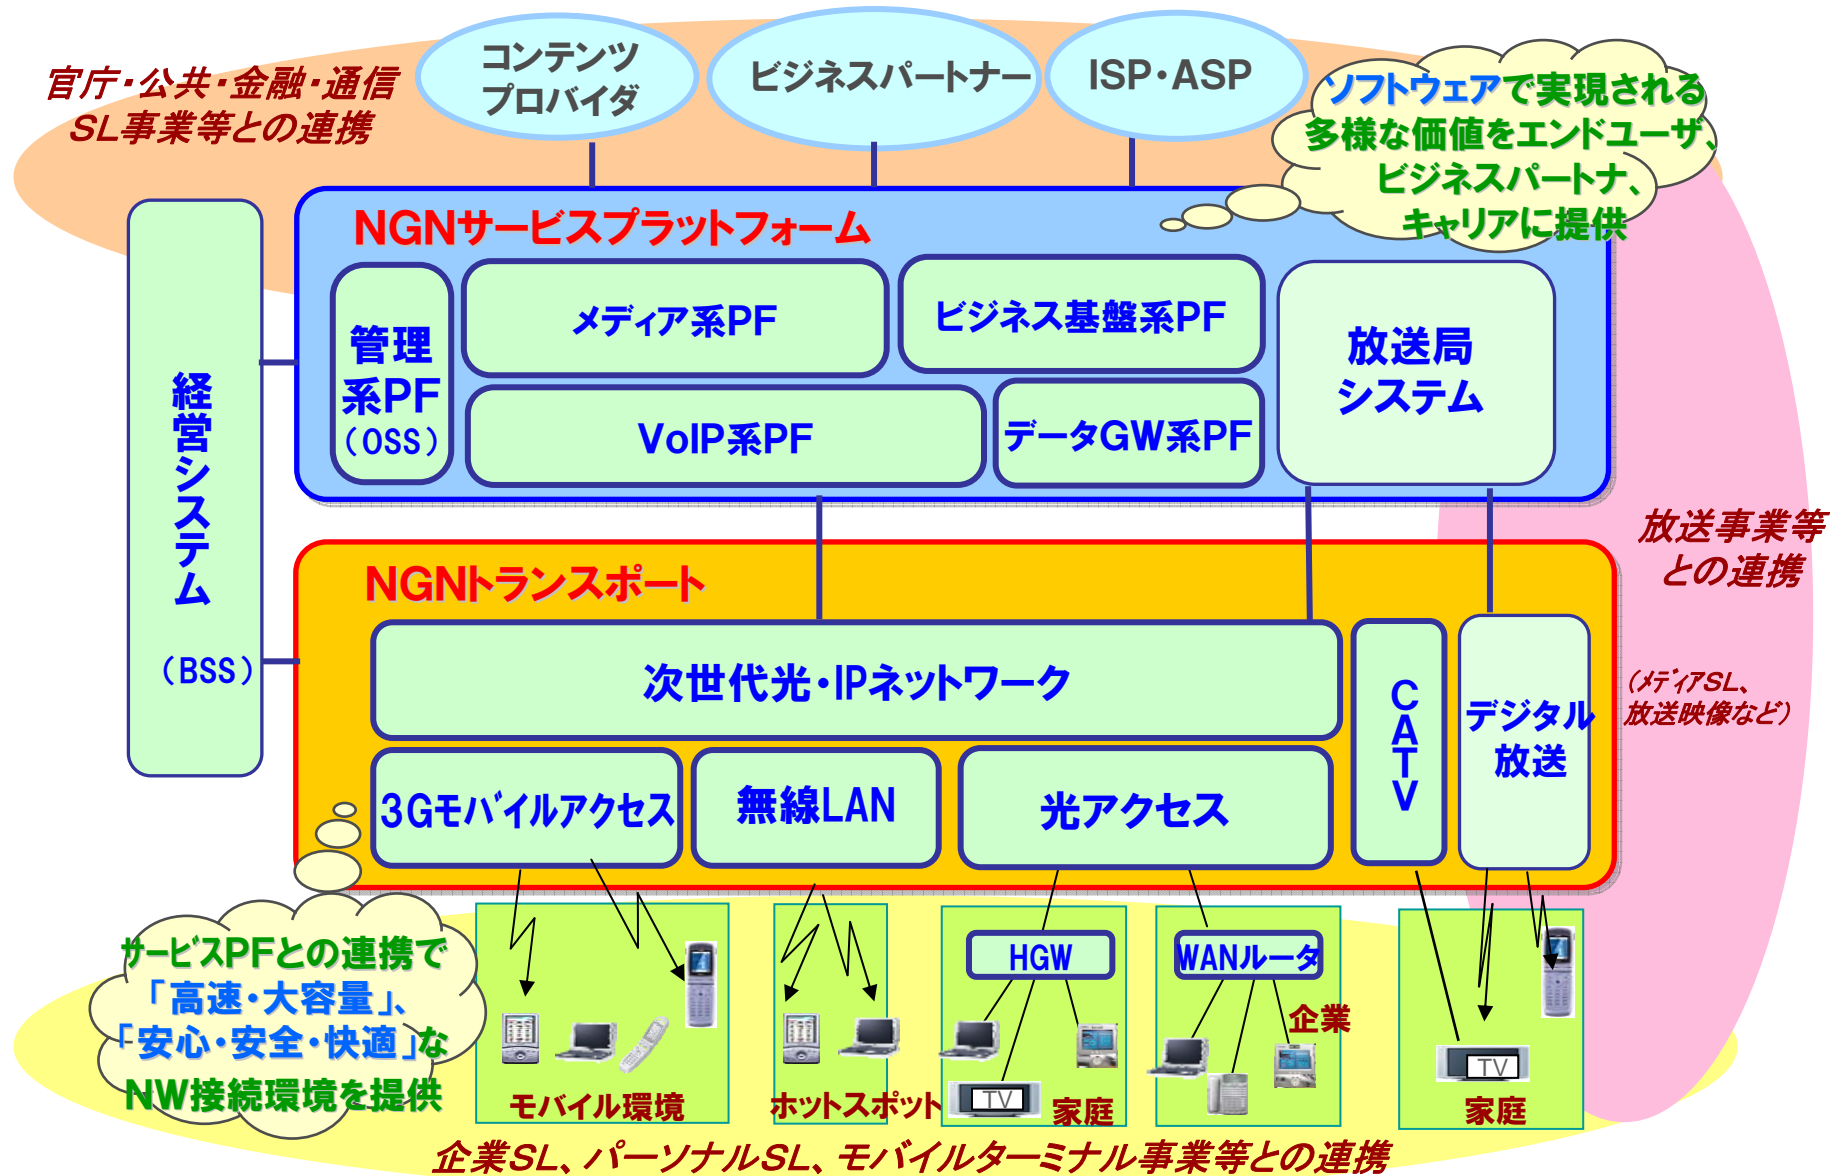 コンテンツ
プロバイダ
ビジネスパートナー
ISP・ASP
官庁・公共・金融・通信
SL事業等との連携
ソフトウェアで実現される
多様な価値をエンドユーザ、
ビジネスパートナ、
キャリアに提供
NGNサービスプラットフォーム
管理
系PF
（OSS）
メディア系PF
ビジネス基盤系PF
VoIP系PF
データGW系PF
放送局
システム
経営システム
（BSS）
放送事業等
との連携
（ﾒﾃﾞｨｱSL、
放送映像など）
NGNトランスポート
次世代光・IPネットワーク
3Gモバイルアクセス
無線LAN
光アクセス
CATV
デジタル
放送
サービスPFとの連携で
「高速・大容量」、
「安心・安全・快適」な
NW接続環境を提供
HGW
WANルータ
企業
TV
TV
モバイル環境
ホットスポット
家庭
家庭
企業SL、パーソナルSL、モバイルターミナル事業等との連携